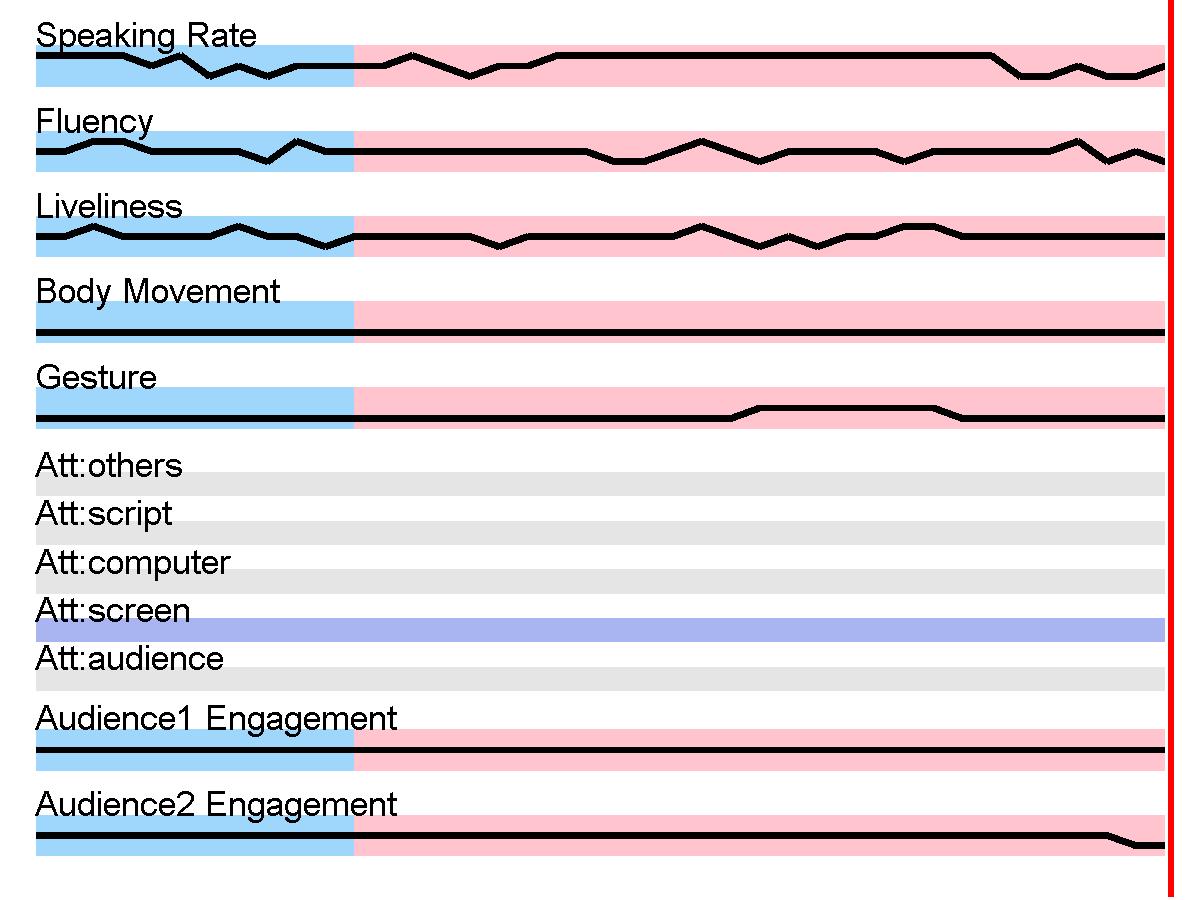 Speaking Rate
Fluency
Liveliness
Body Movement
Gesture
Att:others
Att:script
Att:computer
Att:screen
Att:audience
Audience1 Engagement
Audience2 Engagement